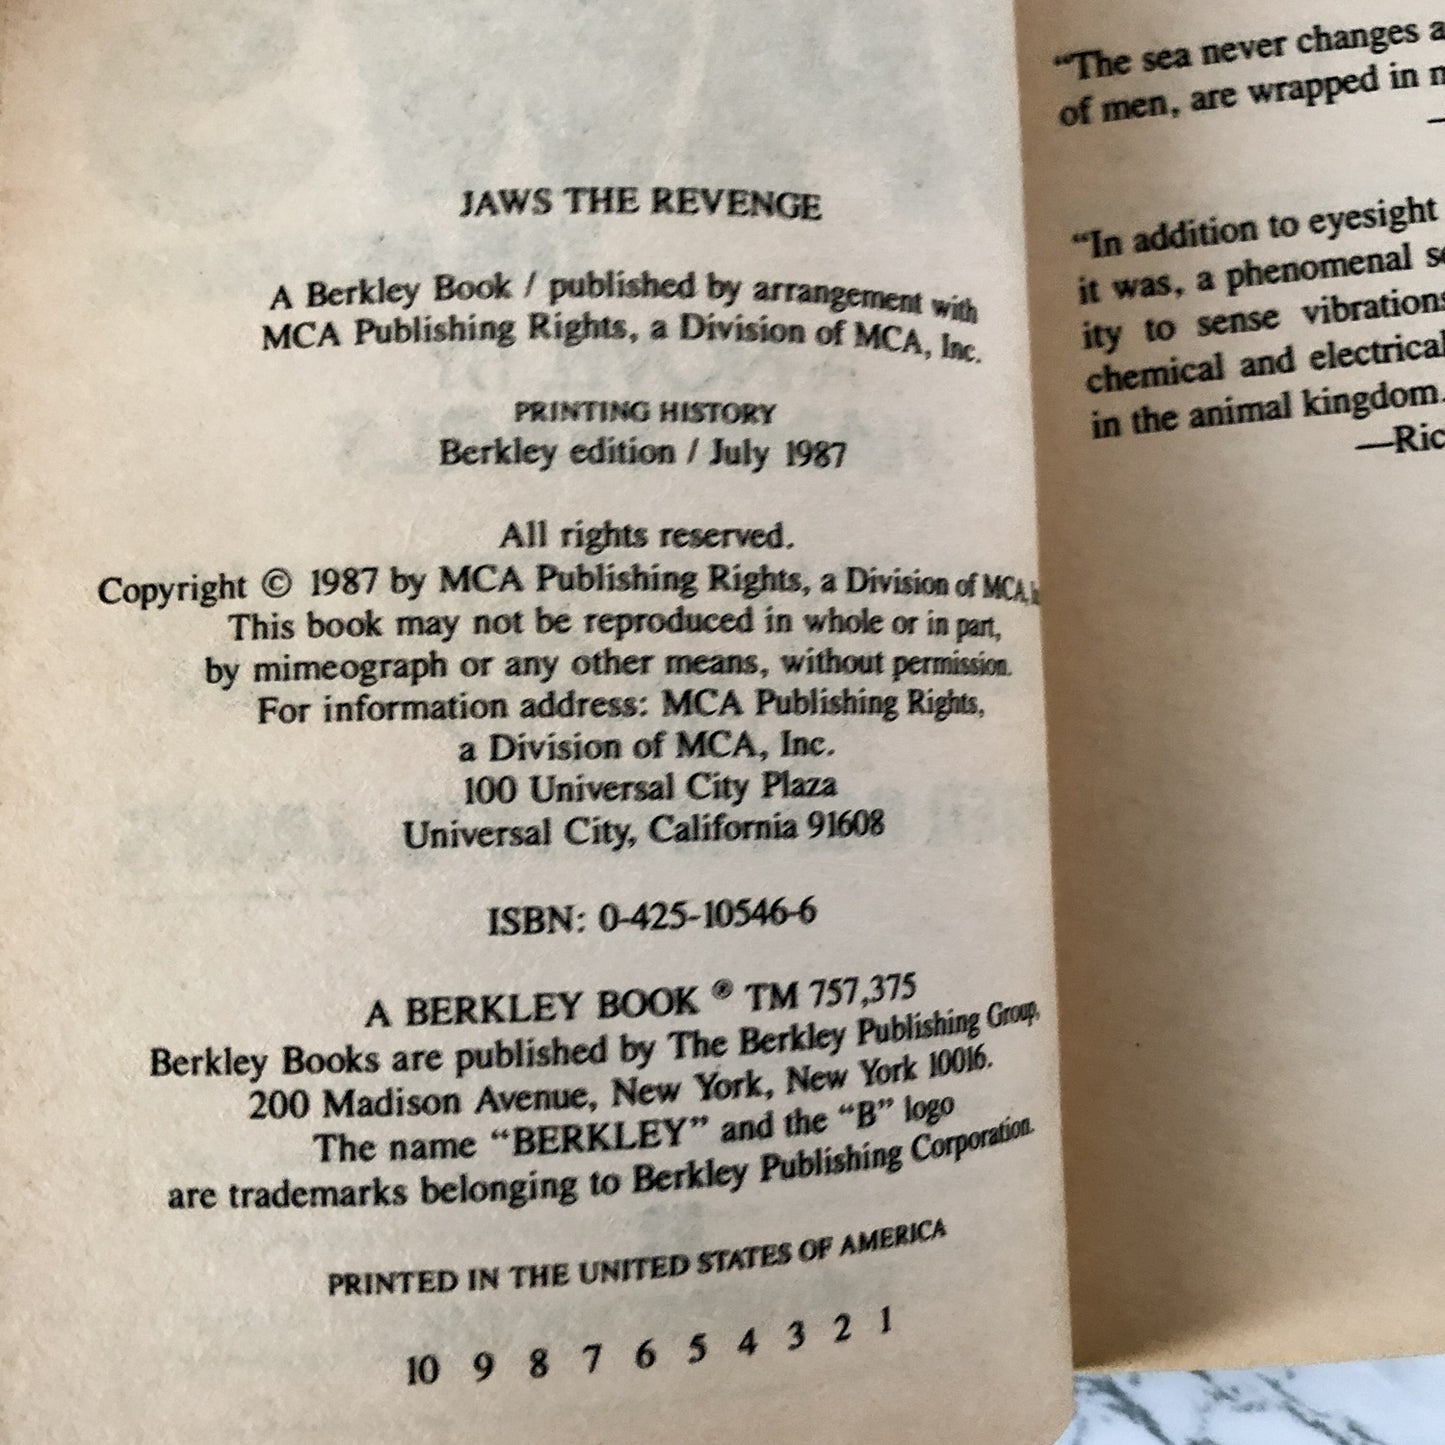 JAWS THE REVENGE
A Berkley Book / published by arrangement with
MCA Publishing Rights, a Division of MCA, Inc.
PRINTING HISTORY
Berkley edition / July 1987
All rights reserved.
Copyright © 1987 by MCA Publishing Rights, a Division of MCA,
This book may not be reproduced in whole or in part,
by mimeograph or any other means, without permission.
For information address: MCA Publishing Rights,
a Division of MCA, Inc.
100 Universal City Plaza
Universal City, California 91608
ISBN: 0-425-10546-6
A BERKLEY BOOK ® TM 757,375
Berkley Books are published by The Berkley Publishing Group,
200 Madison Avenue, New York, New York 10016.
The name “BERKLEY” and the “B” logo
are trademarks belonging to Berkley Publishing Corporation.
PRINTED IN THE UNITED STATES OF AMERICA
10 9 8 7 6 5 4 3 2 1
“The sea never changes
of men, are wrapped in
“In addition to eyesight
it was, a phenomenal
ity to sense vibrations
chemical and electrical
in the animal kingdom.
—Ric